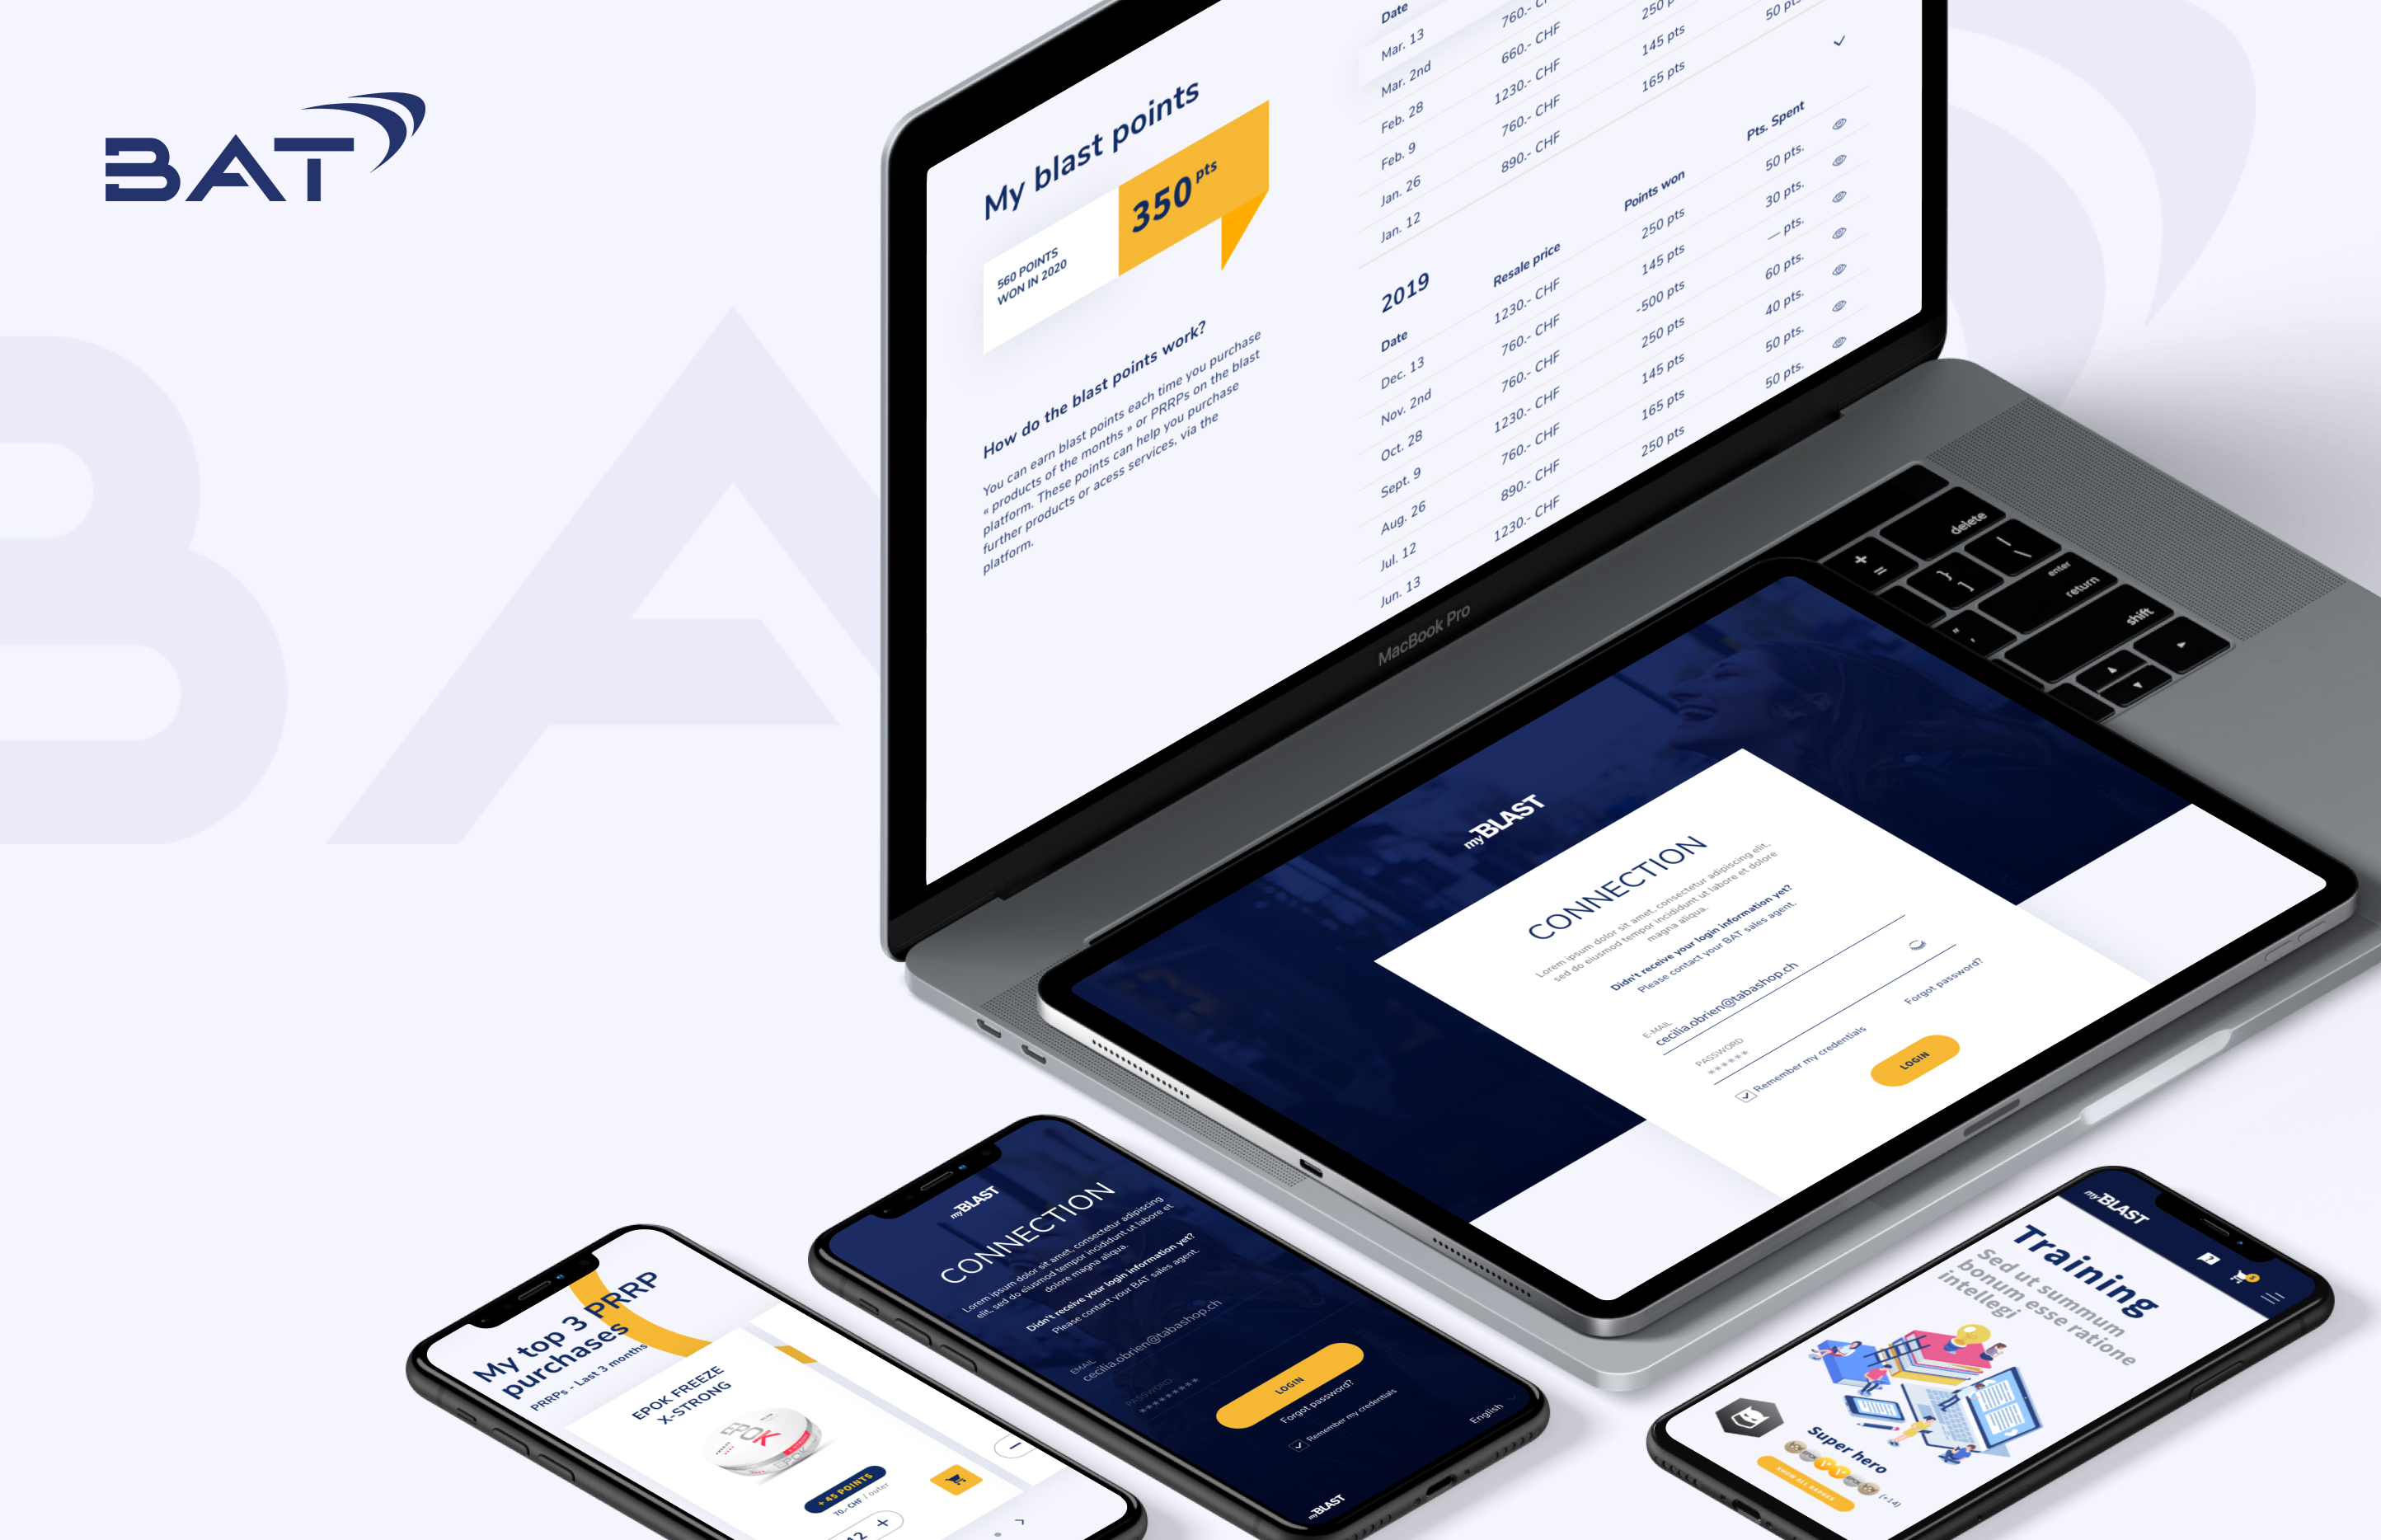 BAT
BA
My blast points
560 POINTS
WON IN 2020
350 pts
How do the blast points work?
You can earn blast points each time you purchase
« products of the months » or PRRPs on the blast
platform. These points can help you purchase
further products or acess services, via the
platform.
Date
Mar. 13 760.- CHF 250 50 pts.
Mar. 2nd 660.- CHF 145 pts
Feb. 28 1230.- CHF 165 pts
Feb. 9 760.- CHF
Jan. 26 890.- CHF
Jan. 12
2019
Date Resale price Points won Pts. Spent
Dec. 13 1230.- CHF 250 pts 50 pts.
Nov. 2nd 760.- CHF 145 pts 30 pts.
Oct. 28 760.- CHF -500 pts — pts.
Sept. 9 1230.- CHF 250 pts 60 pts.
Aug. 26 760.- CHF 145 pts 40 pts.
Jul. 12 890.- CHF 165 pts 50 pts.
Jun. 13 1230.- CHF 250 pts 50 pts.
MacBook Pro
delete
+
=
|
\
}
]
enter
return
"
,
shift
myBLAST
CONNECTION
Lorem ipsum dolor sit amet, consectetur adipiscing elit,
sed do eiusmod tempor incididunt ut labore et dolore
magna aliqua.
Didn't receive your login information yet?
Please contact your BAT sales agent.
E-MAIL
cecilia.obrien@tabashop.ch
PASSWORD
******
Remember my credentials
Forgot password?
LOGIN
My top 3 PRRP
purchases
PRRPs - Last 3 months
EPOK FREEZE
X-STRONG
EPOK
EPOK
+ 45 POINTS
70.- CHF / outer
12 +
−
myBLAST
CONNECTION
Lorem ipsum dolor sit amet, consectetur adipiscing
elit, sed do eiusmod tempor incididunt ut labore et
dolore magna aliqua.
Didn't receive your login information yet?
Please contact your BAT sales agent.
EMAIL
cecilia.obrien@tabashop.ch
PASSWORD
*********
LOGIN
Forgot password?
Remember my credentials
English
myBLAST
myBLAST
Training
Sed ut summum
bonum esse ratione
intellegi
Super hero
(+14)
SHOW ALL BADGES